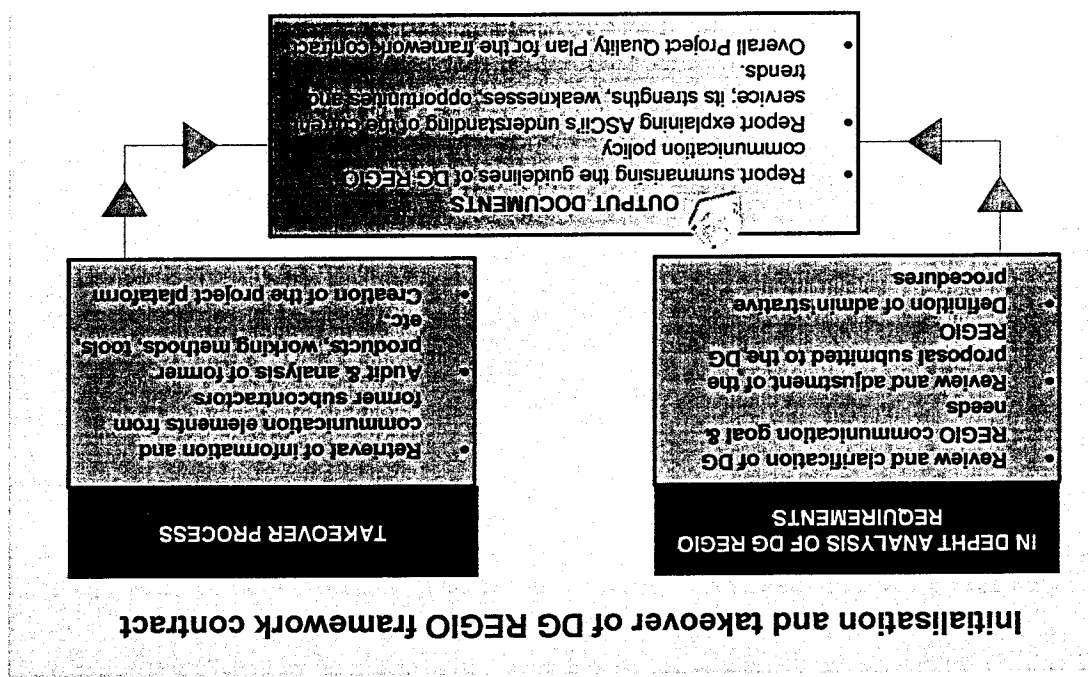 Initialisation and takeover of DG REGIO framework contract
IN DEPHT ANALYSIS OF DG REGIO
REQUIREMENTS
• Review and clarification of DG
REGIO communication goal &
needs
• Review and adjustment of the
proposal submitted to the DG
REGIO
• Definition of administrative
procedures
TAKEOVER PROCESS
• Retrieval of information and
communication elements from
former subcontractors
• Audit & analysis of former
products, working methods, tools
etc.
• Creation of the project plataform
OUTPUT DOCUMENTS
• Report summarising the guidelines of DG REGIO
communication policy
• Report explaining ASCII's understanding of the current
service; its strengths, weaknesses, opportunities and
trends.
• Overall Project Quality Plan for the framework contract